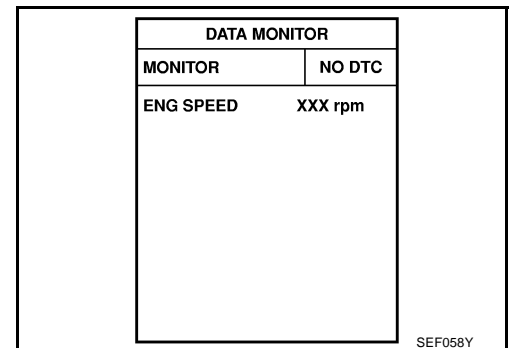 DATA MONITOR
MONITOR NO DTC
ENG SPEED XXX rpm
SEF058Y